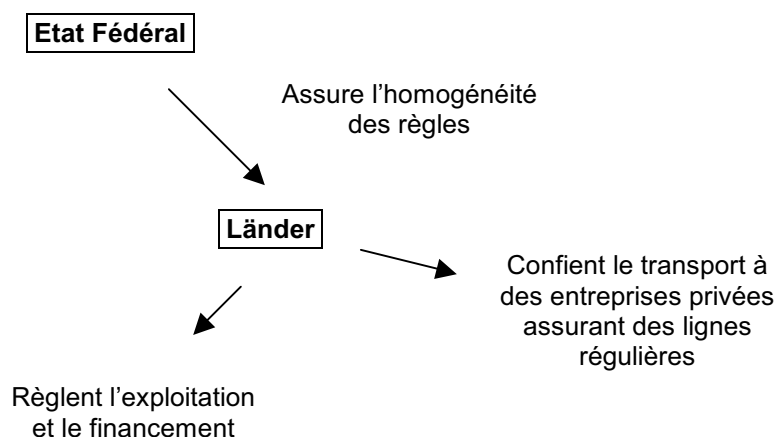 Etat Fédéral
Assure l’homogénéité
des règles
Länder
Confient le transport à
des entreprises privées
assurant des lignes
régulières
Règlent l’exploitation
et le financement